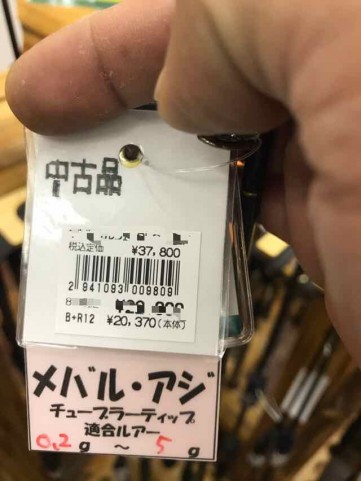 中古品
税込定価 ¥37,800
2 941093 009809
B+R12 ¥20,370(本体)
メバル・アジ
チューブラーティップ
適合ルアー
0.2g ~ 5g